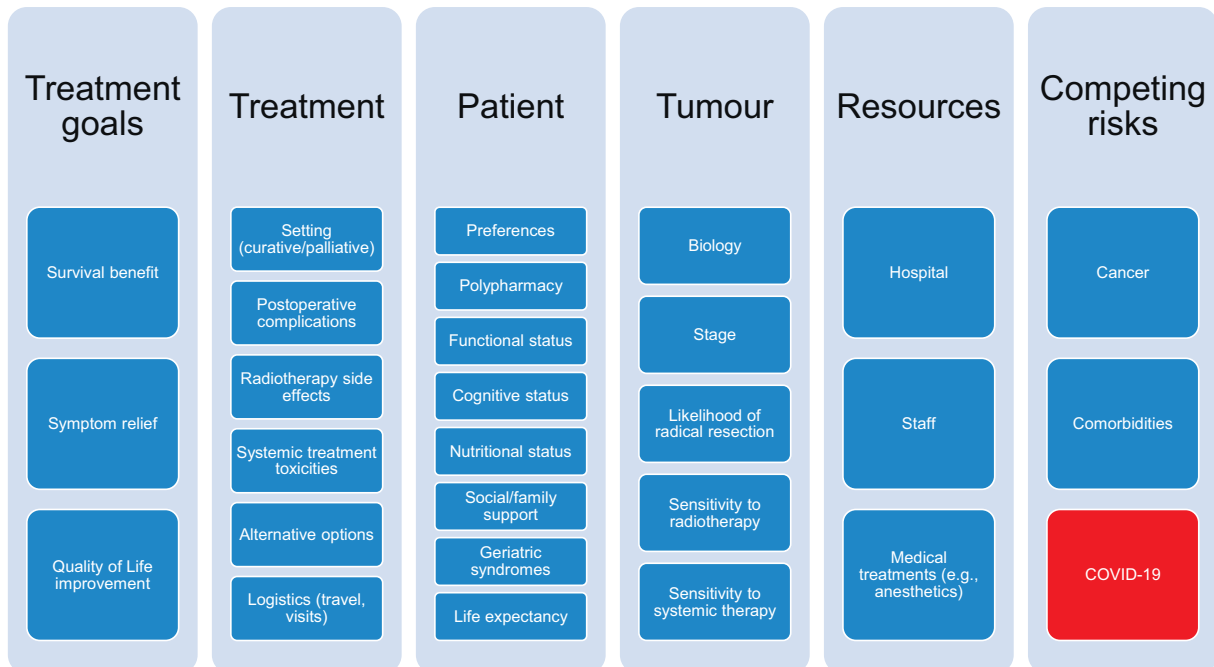 Treatment
goals
Survival benefit
Symptom relief
Quality of Life
improvement
Treatment
Setting
(curative/palliative)
Postoperative
complications
Radiotherapy side
effects
Systemic treatment
toxicities
Alternative options
Logistics (travel,
visits)
Patient
Preferences
Polypharmacy
Functional status
Cognitive status
Nutritional status
Social/family
support
Geriatric
syndromes
Life expectancy
Tumour
Biology
Stage
Likelihood of
radical resection
Sensitivity to
radiotherapy
Sensitivity to
systemic therapy
Resources
Hospital
Staff
Medical
treatments (e.g.,
anesthetics)
Competing
risks
Cancer
Comorbidities
COVID-19